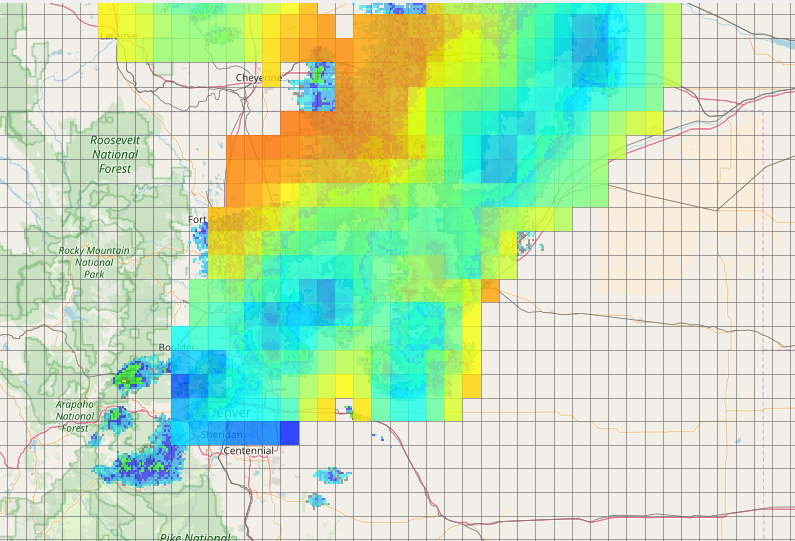 Laramie
Cheyenne
Roosevelt
National
Forest
Fort
Rocky Mountain
National
Park
Boulder
Arapaho
National
Forest
Denver
Sheridan
Centennial
Pike National